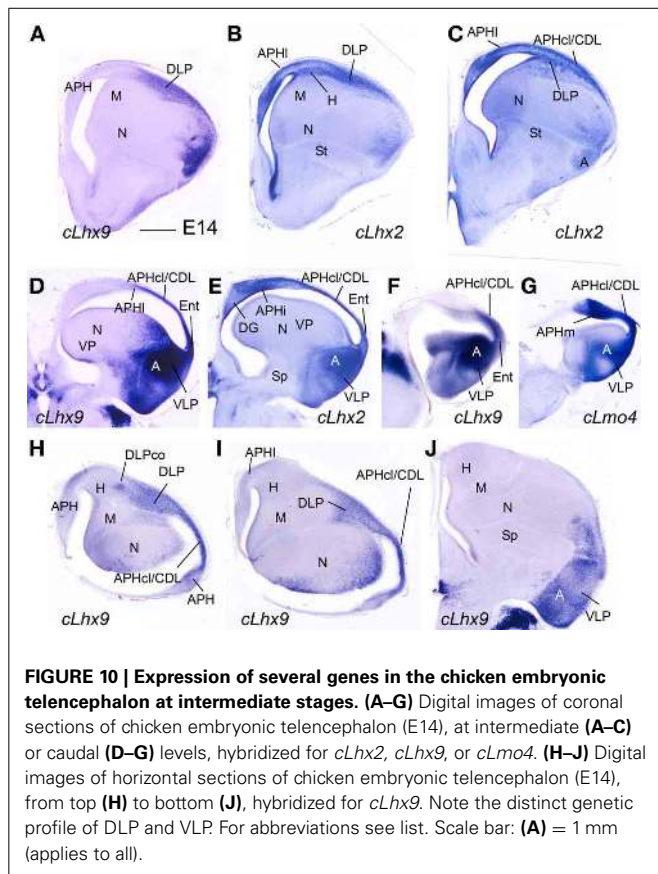 A
B
C
APH
M
N
DLP
cLhx9
E14
APHl
DLP
M
H
N
St
cLhx2
APHl
APHcl/CDL
N
DLP
St
A
cLhx2
D
E
F
G
APHcl/CDL
APHl
Ent
N
VP
A
VLP
cLhx9
APHcl/CDL
Ent
APHi
DG
N
VP
A
Sp
VLP
cLhx2
APHcl/CDL
A
Ent
VLP
cLhx9
APHcl/CDL
APHm
A
VLP
cLmo4
H
I
J
DLPco
DLP
H
APH
M
N
APHcl/CDL
APH
cLhx9
APHl
H
DLP
M
APHcl/CDL
N
cLhx9
H
M
N
Sp
A
VLP
cLhx9
FIGURE 10 | Expression of several genes in the chicken embryonic
telencephalon at intermediate stages. (A–G) Digital images of coronal
sections of chicken embryonic telencephalon (E14), at intermediate (A–C)
or caudal (D–G) levels, hybridized for cLhx2, cLhx9, or cLmo4. (H–J) Digital
images of horizontal sections of chicken embryonic telencephalon (E14),
from top (H) to bottom (J), hybridized for cLhx9. Note the distinct genetic
profile of DLP and VLP. For abbreviations see list. Scale bar: (A) = 1 mm
(applies to all).